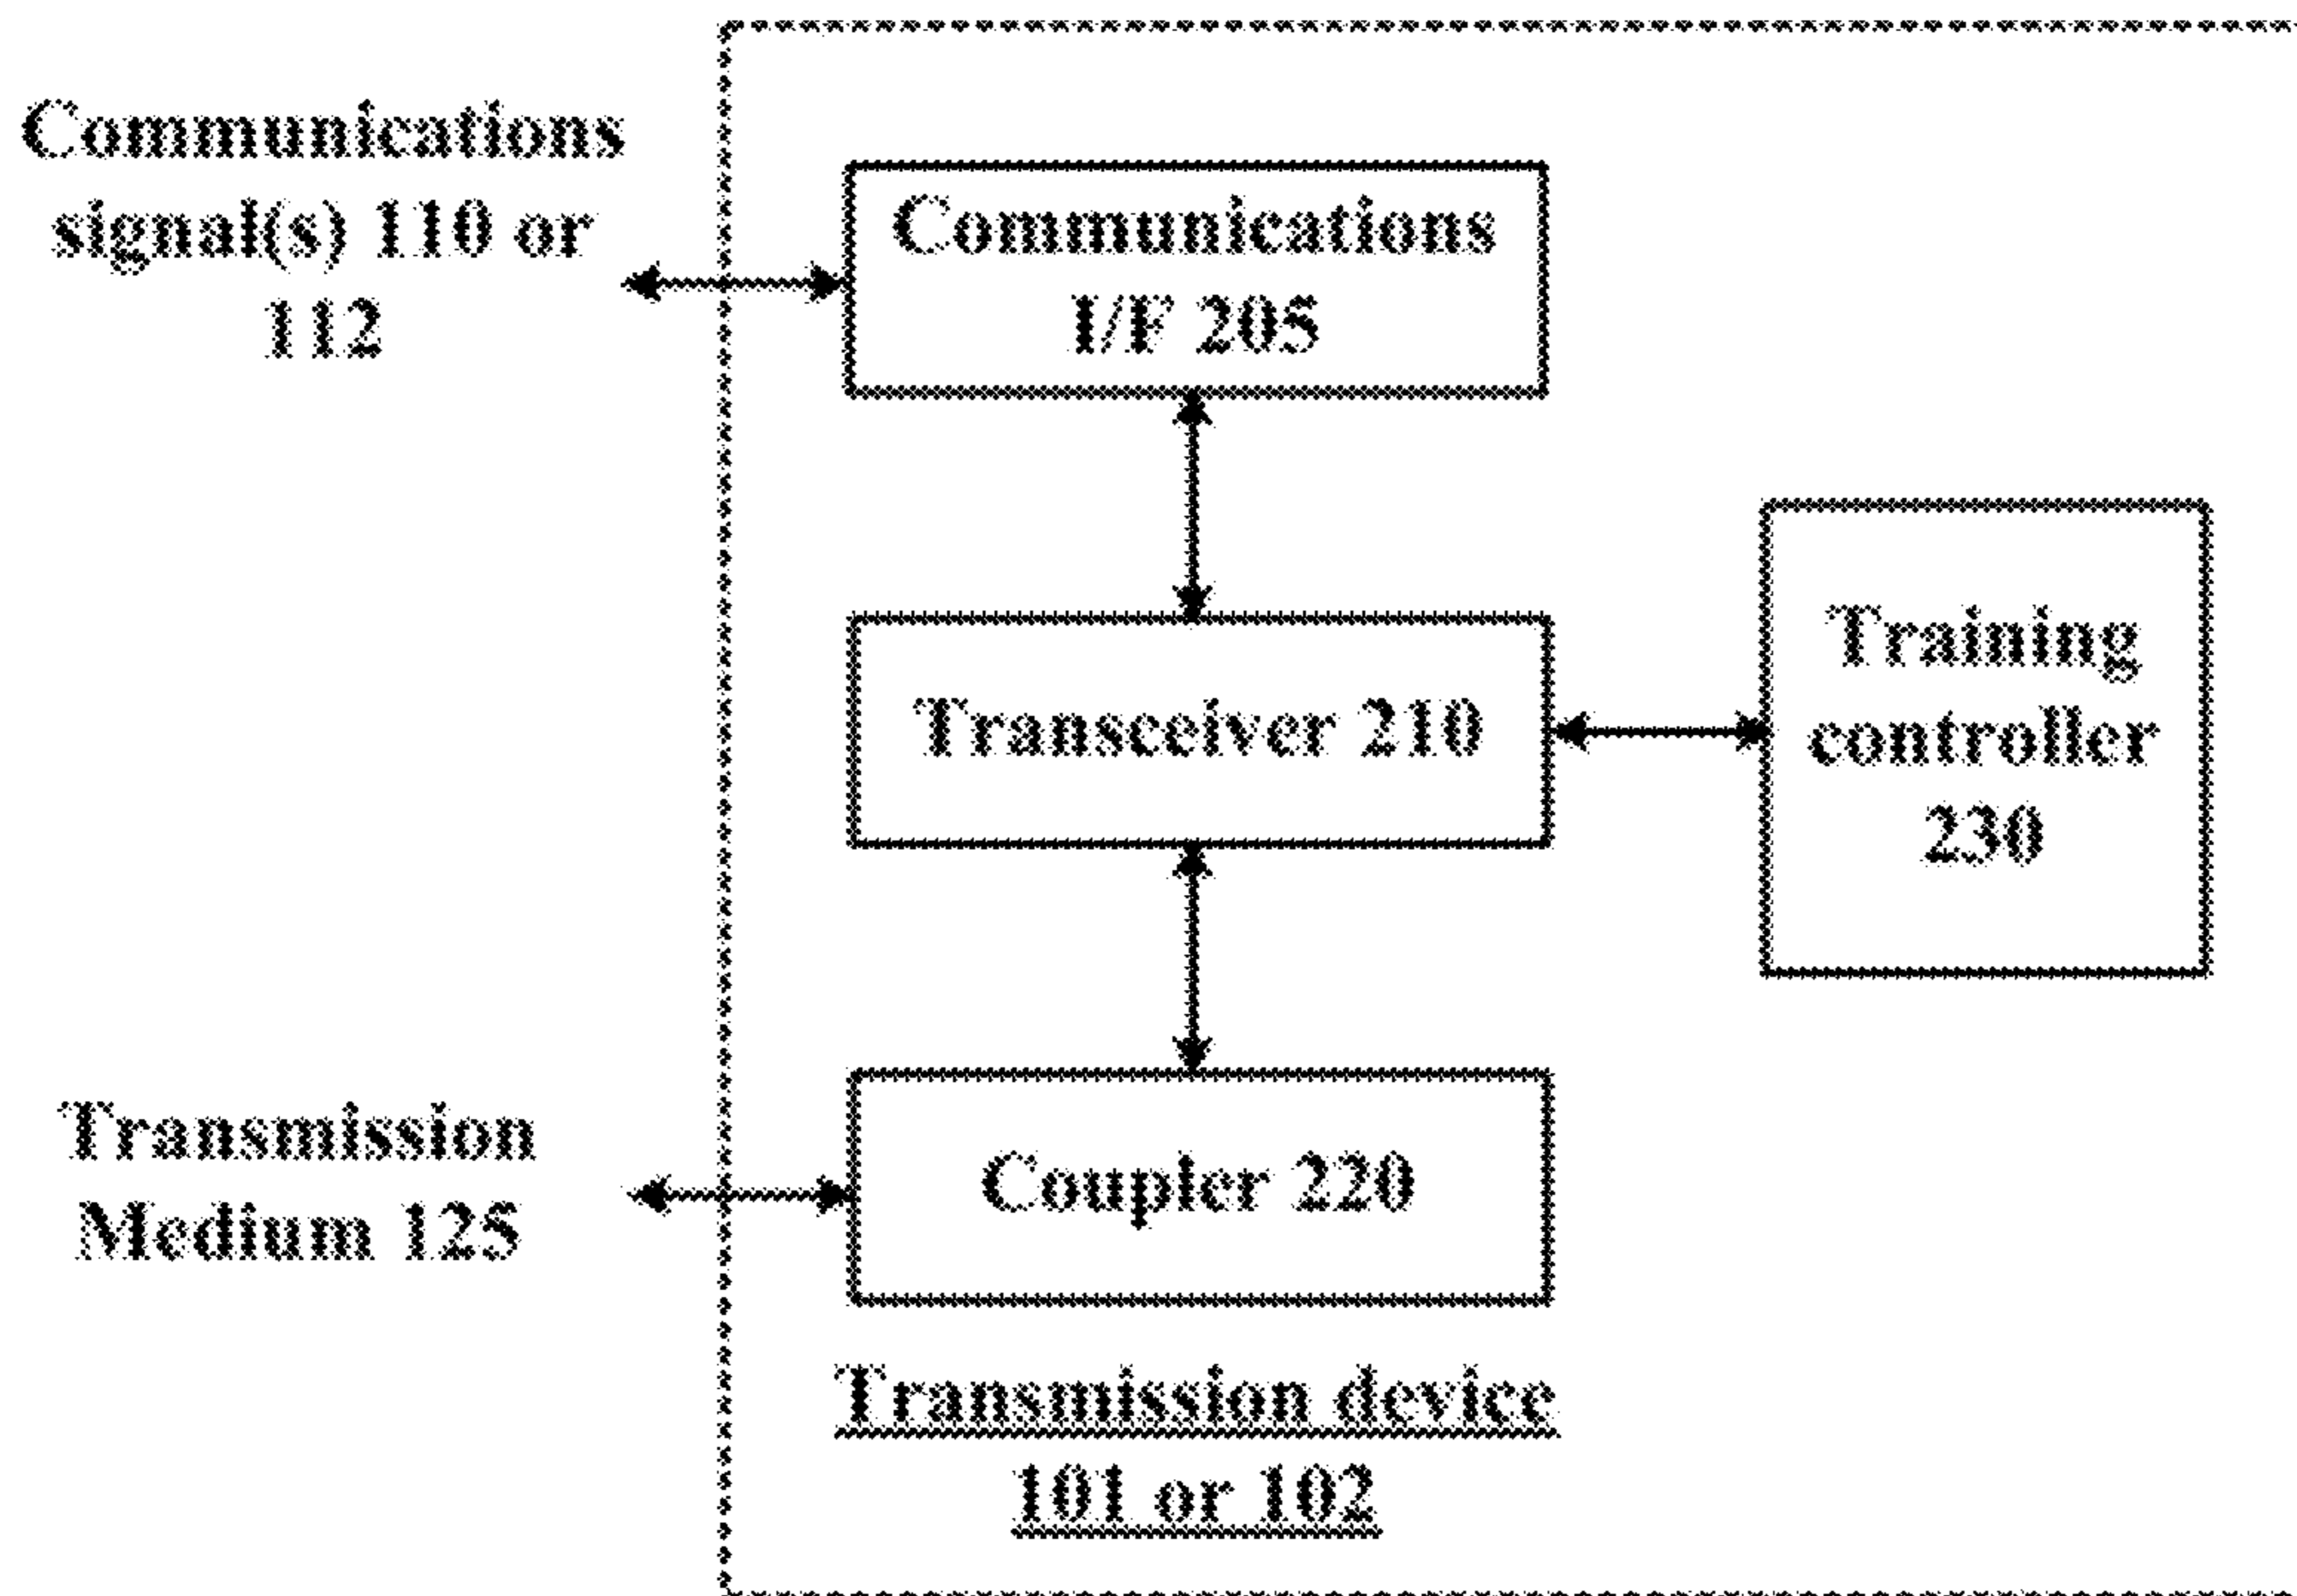 Communications
signal(s) 110 or
112
Communications
I/F 205
Transceiver 210
Training
controller
230
Transmission
Medium 125
Coupler 220
Transmission device
101 or 102